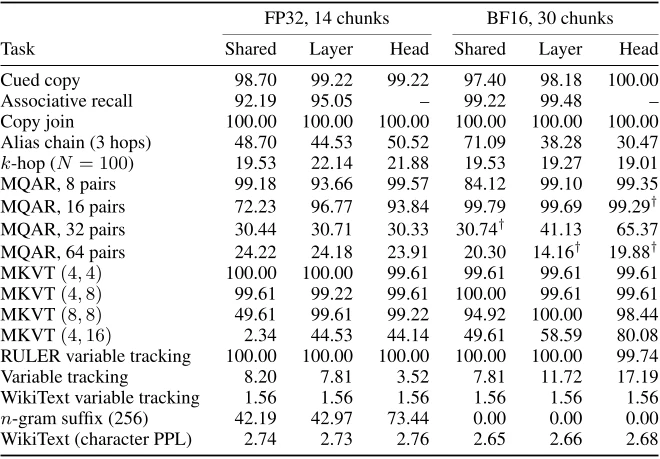 FP32, 14 chunks BF16, 30 chunks
Task Shared Layer Head Shared Layer Head
Cued copy 98.70 99.22 99.22 97.40 98.18 100.00
Associative recall 92.19 95.05 – 99.22 99.48 –
Copy join 100.00 100.00 100.00 100.00 100.00 100.00
Alias chain (3 hops) 48.70 44.53 50.52 71.09 38.28 30.47
k-hop (N = 100) 19.53 22.14 21.88 19.53 19.27 19.01
MQAR, 8 pairs 99.18 93.66 99.57 84.12 99.10 99.35
MQAR, 16 pairs 72.23 96.77 93.84 99.79 99.69 99.29†
MQAR, 32 pairs 30.44 30.71 30.33 30.74† 41.13 65.37
MQAR, 64 pairs 24.22 24.18 23.91 20.30 14.16† 19.88†
MKVT (4, 4) 100.00 100.00 99.61 99.61 99.61 99.61
MKVT (4, 8) 99.61 99.22 99.61 100.00 99.61 99.61
MKVT (8, 8) 49.61 99.61 99.22 94.92 100.00 98.44
MKVT (4, 16) 2.34 44.53 44.14 49.61 58.59 80.08
RULER variable tracking 100.00 100.00 100.00 100.00 100.00 99.74
Variable tracking 8.20 7.81 3.52 7.81 11.72 17.19
WikiText variable tracking 1.56 1.56 1.56 1.56 1.56 1.56
n-gram suffix (256) 42.19 42.97 73.44 0.00 0.00 0.00
WikiText (character PPL) 2.74 2.73 2.76 2.65 2.66 2.68